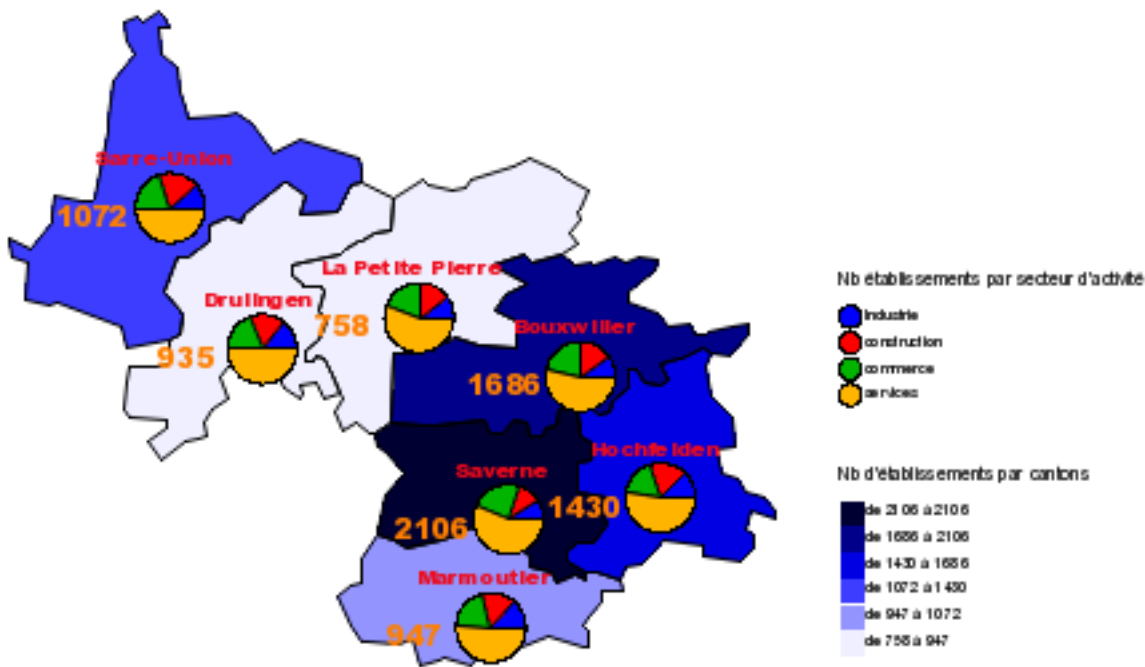 Sarre-Union
1072
La Petite Pierre
Drulingen
758
Bouxwiller
935
1686
Hochfelden
Saverne
1430
2106
Marmoutier
947
Nb établissements par secteur d'activité
Industrie
construction
commerce
services
Nb d'établissements par cantons
de 2106 à 2106
de 1686 à 2106
de 1430 à 1686
de 1072 à 1430
de 947 à 1072
de 758 à 947